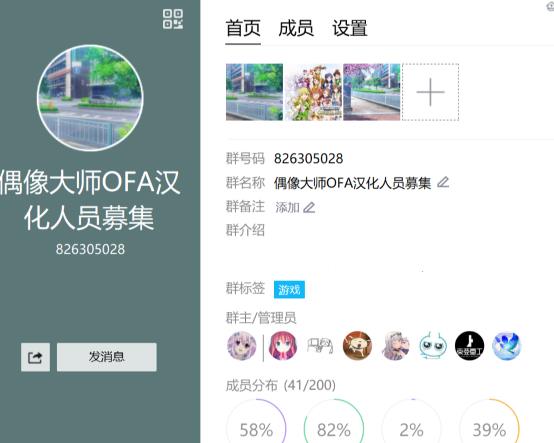 首页 成员 设置
偶像大师OFA汉
化人员募集
826305028
发消息
群号码 826305028
群名称 偶像大师OFA汉化人员募集
群备注 添加
群介绍
群标签 游戏
群主/管理员
成员分布 (41/200)
58% 82% 2% 39%